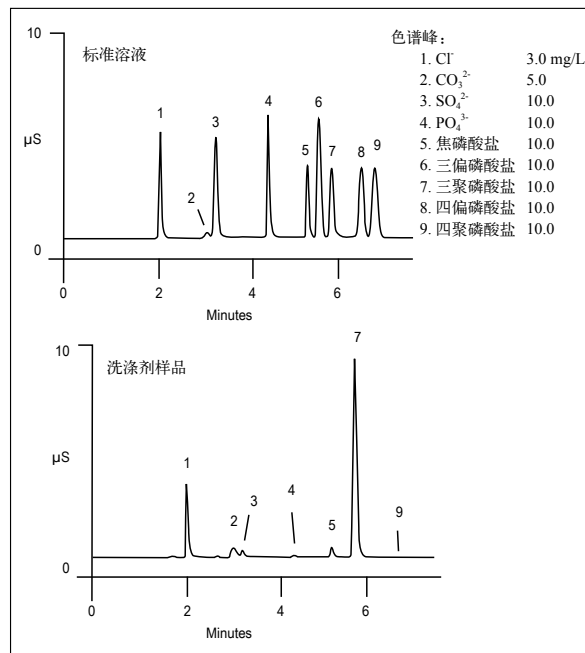 10
标准溶液
µS
0
1
2
3
4
5
6
7
8
9
0
2
4
6
Minutes
色谱峰：
1. Cl⁻ 3.0 mg/L
2. CO₃²⁻ 5.0
3. SO₄²⁻ 10.0
4. PO₄³⁻ 10.0
5. 焦磷酸盐 10.0
6. 三偏磷酸盐 10.0
7. 三聚磷酸盐 10.0
8. 四偏磷酸盐 10.0
9. 四聚磷酸盐 10.0
10
洗涤剂样品
µS
0
1
2
3
4
5
7
9
0
2
4
6
Minutes